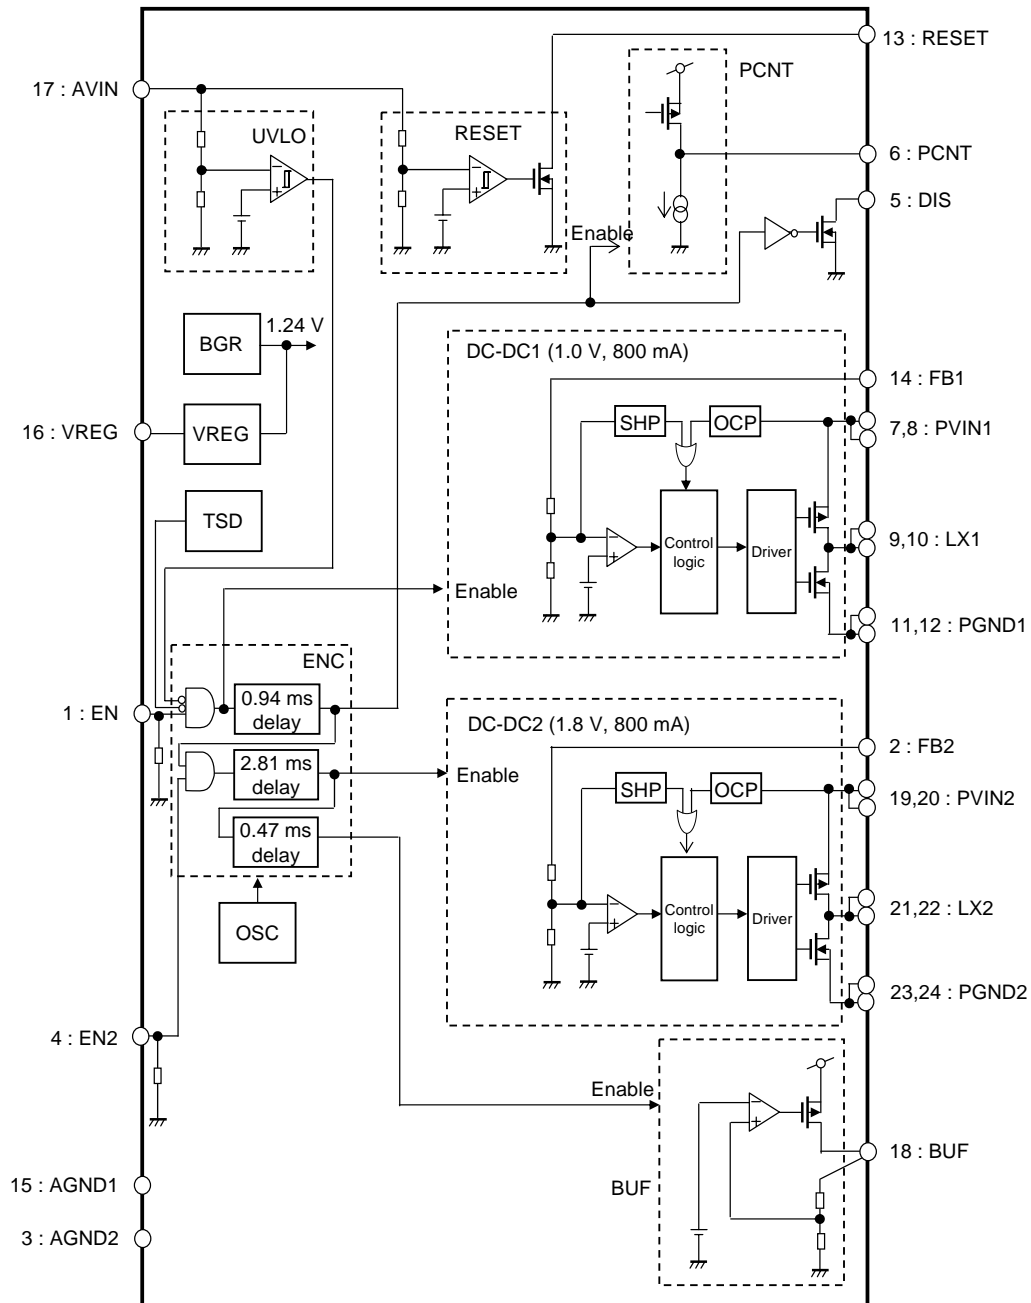 13 : RESET
PCNT
17 : AVIN
UVLO
RESET
6 : PCNT
5 : DIS
Enable
1.24 V
BGR
DC-DC1 (1.0 V, 800 mA)
14 : FB1
SHP
OCP
7,8 : PVIN1
16 : VREG
VREG
TSD
Control
logic
Driver
9,10 : LX1
Enable
11,12 : PGND1
ENC
0.94 ms
delay
1 : EN
DC-DC2 (1.8 V, 800 mA)
2 : FB2
2.81 ms
delay
Enable
SHP
OCP
19,20 : PVIN2
0.47 ms
delay
OSC
Control
logic
Driver
21,22 : LX2
23,24 : PGND2
4 : EN2
Enable
18 : BUF
BUF
15 : AGND1
3 : AGND2